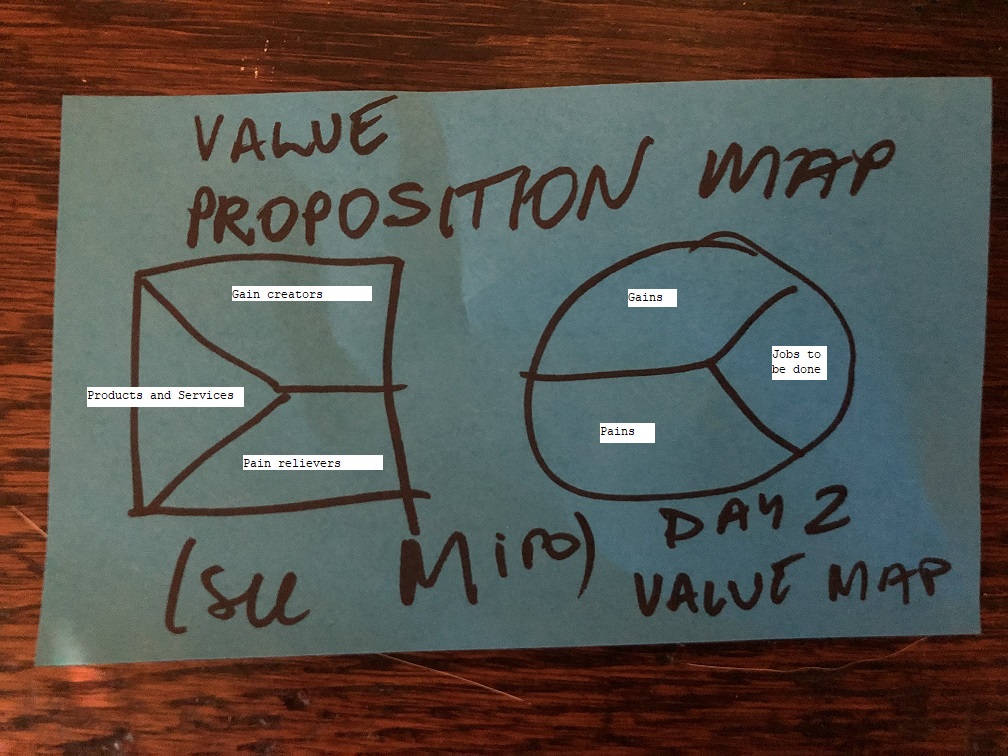 VALUE
PROPOSITION MAP
Gain creators
Products and Services
Pain relievers
Gains
Jobs to
be done
Pains
(See Miro)
DAY 2
VALUE MAP